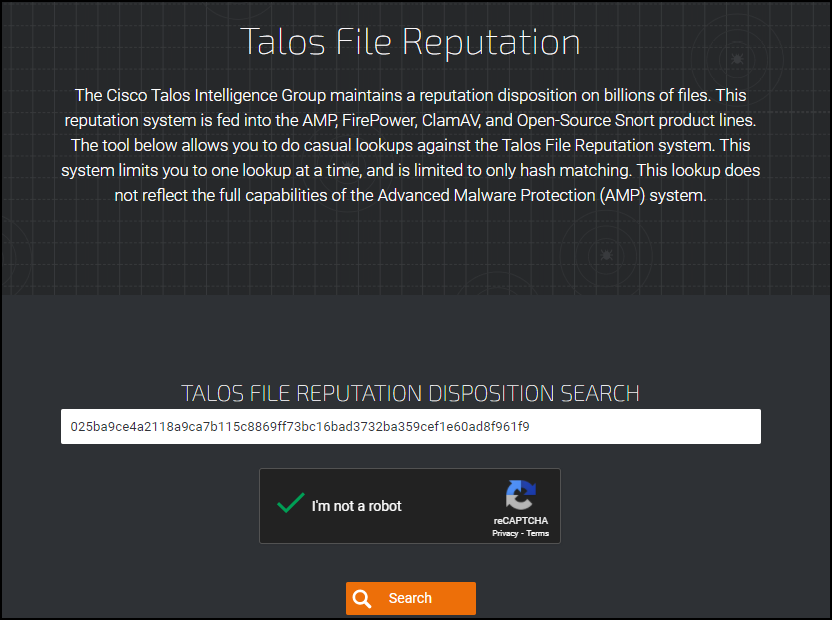 Talos File Reputation
The Cisco Talos Intelligence Group maintains a reputation disposition on billions of files. This
reputation system is fed into the AMP, FirePower, ClamAV, and Open-Source Snort product lines.
The tool below allows you to do casual lookups against the Talos File Reputation system. This
system limits you to one lookup at a time, and is limited to only hash matching. This lookup does
not reflect the full capabilities of the Advanced Malware Protection (AMP) system.
TALOS FILE REPUTATION DISPOSITION SEARCH
025ba9ce4a2118a9ca7b115c8869ff73bc16bad3732ba359cef1e60ad8f961f9
I'm not a robot
reCAPTCHA
Privacy - Terms
Search